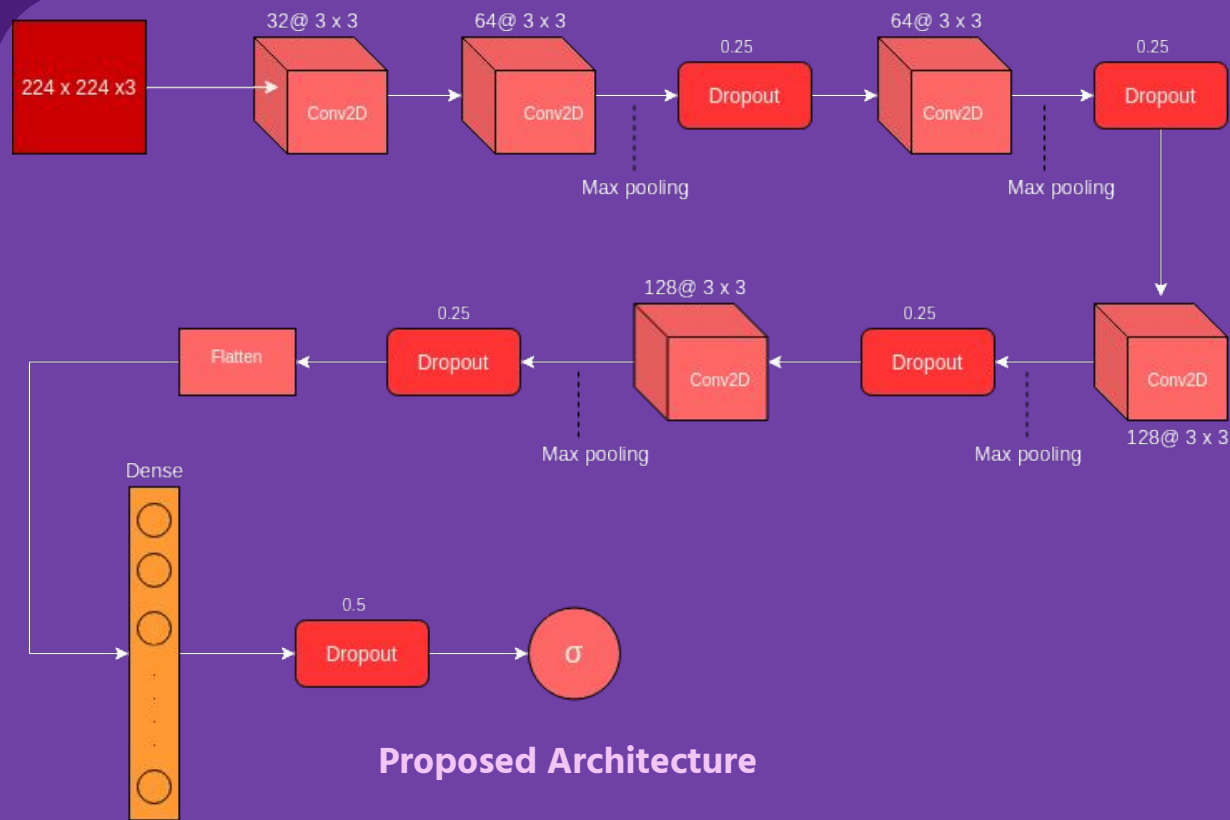 224 x 224 x3
32@ 3 x 3
Conv2D
64@ 3 x 3
Conv2D
Max pooling
0.25
Dropout
64@ 3 x 3
Conv2D
Max pooling
0.25
Dropout
Conv2D
128@ 3 x 3
Max pooling
0.25
Dropout
128@ 3 x 3
Conv2D
Max pooling
0.25
Dropout
Flatten
Dense
0.5
Dropout
σ
Proposed Architecture